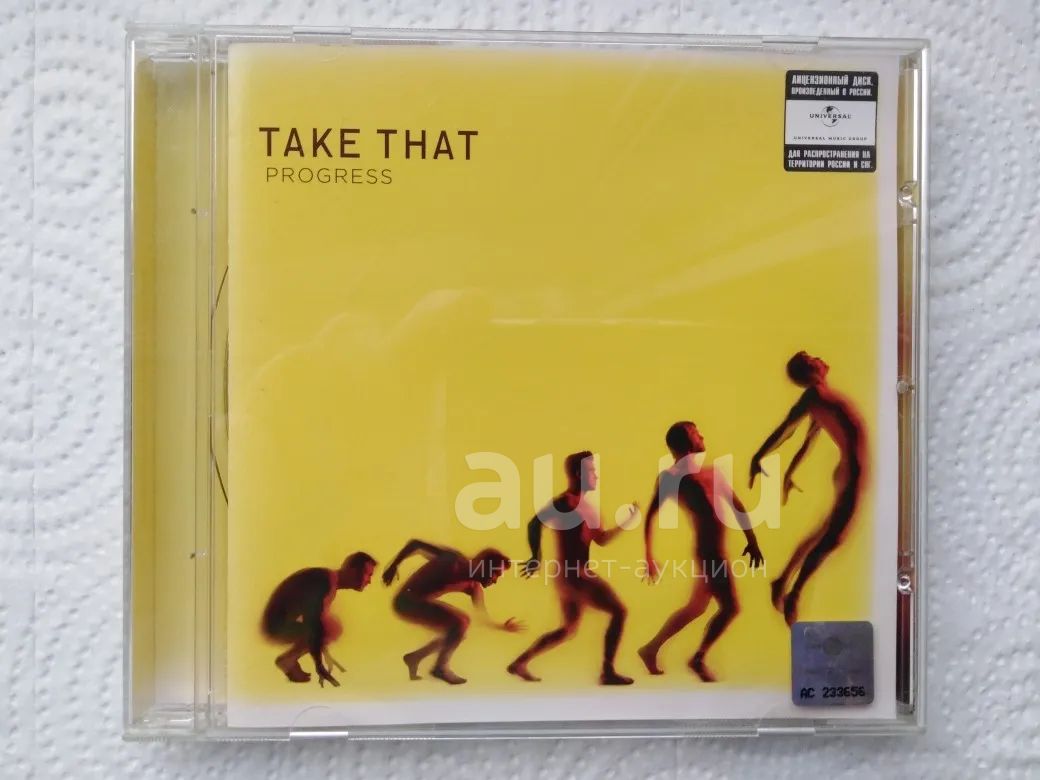 TAKE THAT
PROGRESS
ЛИЦЕНЗИОННЫЙ ДИСК,
ПРОИЗВЕДЕННЫЙ В РОССИИ.
UNIVERSAL
UNIVERSAL MUSIC GROUP
ДЛЯ РАСПРОСТРАНЕНИЯ НА
ТЕРРИТОРИИ РОССИИ И СНГ.
au.ru
интернет-аукцион
АС 233656